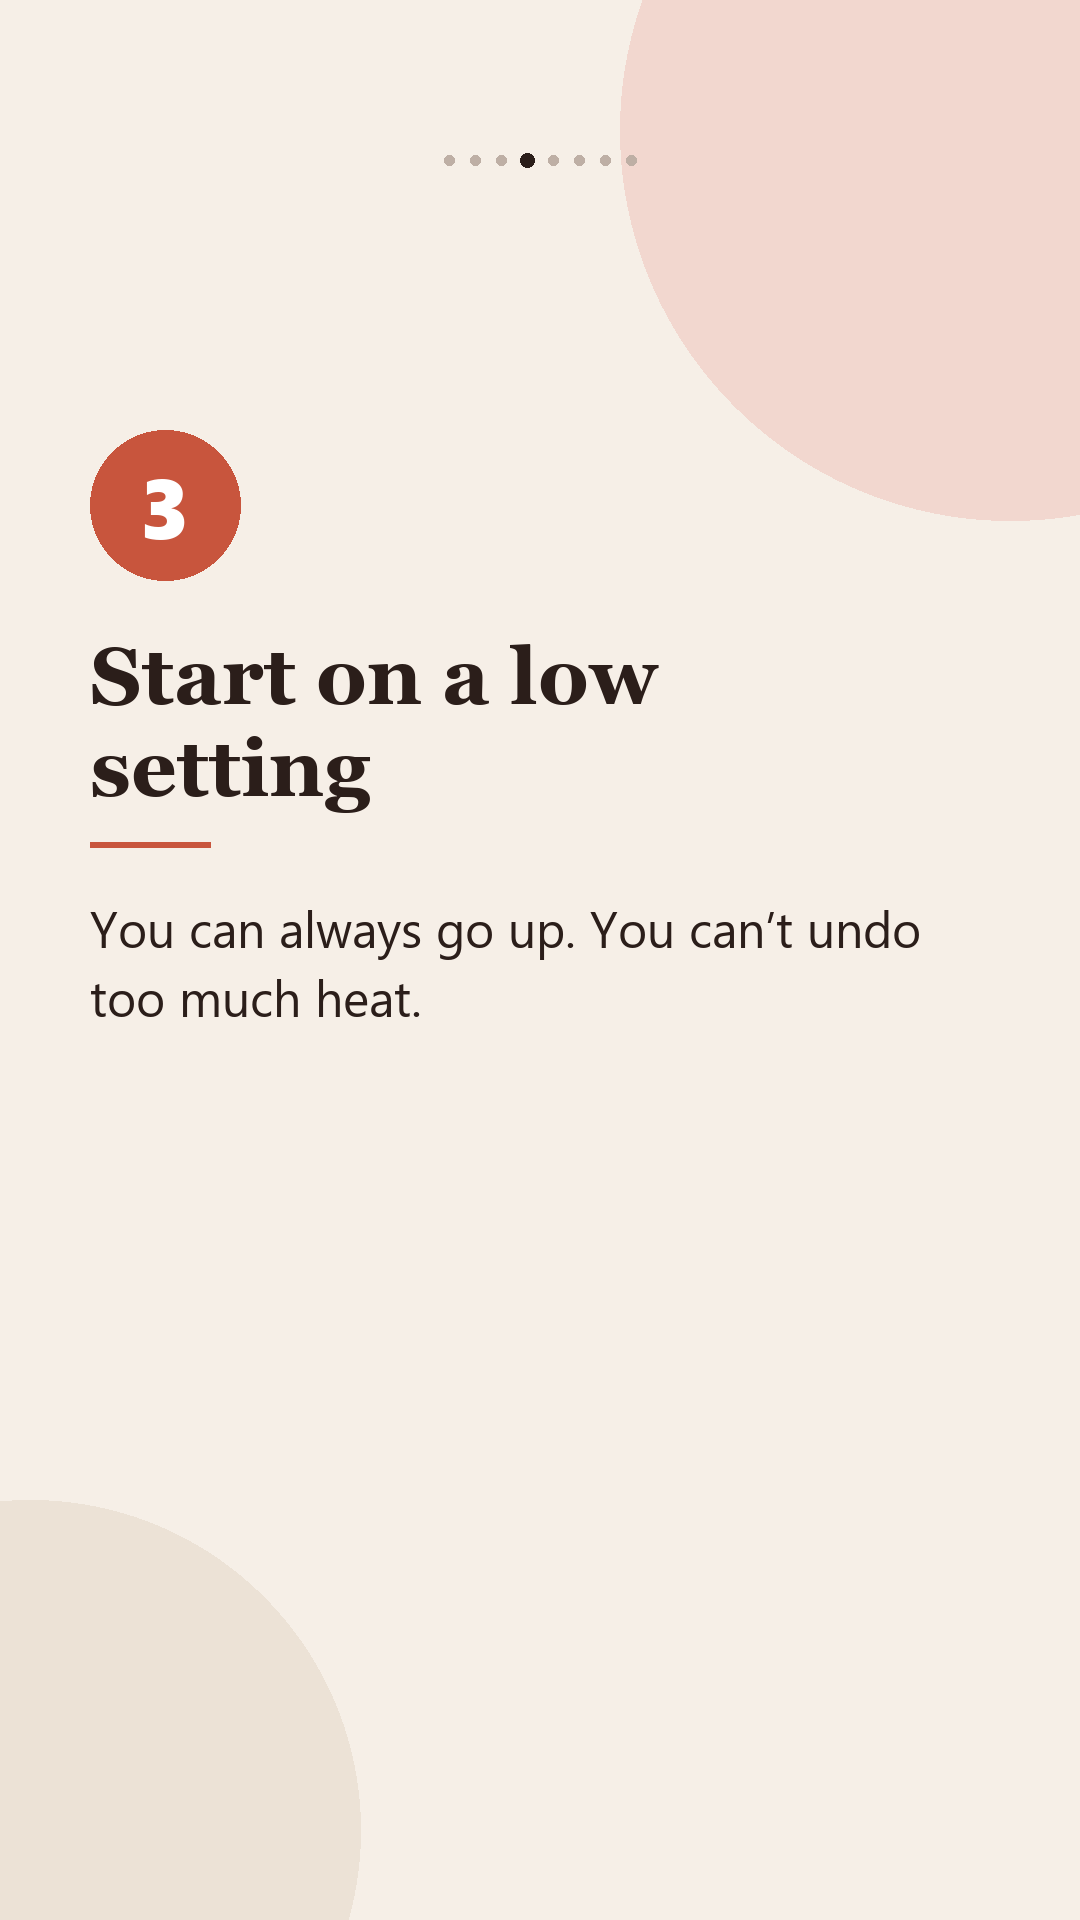 3
Start on a low
setting
You can always go up. You can’t undo
too much heat.